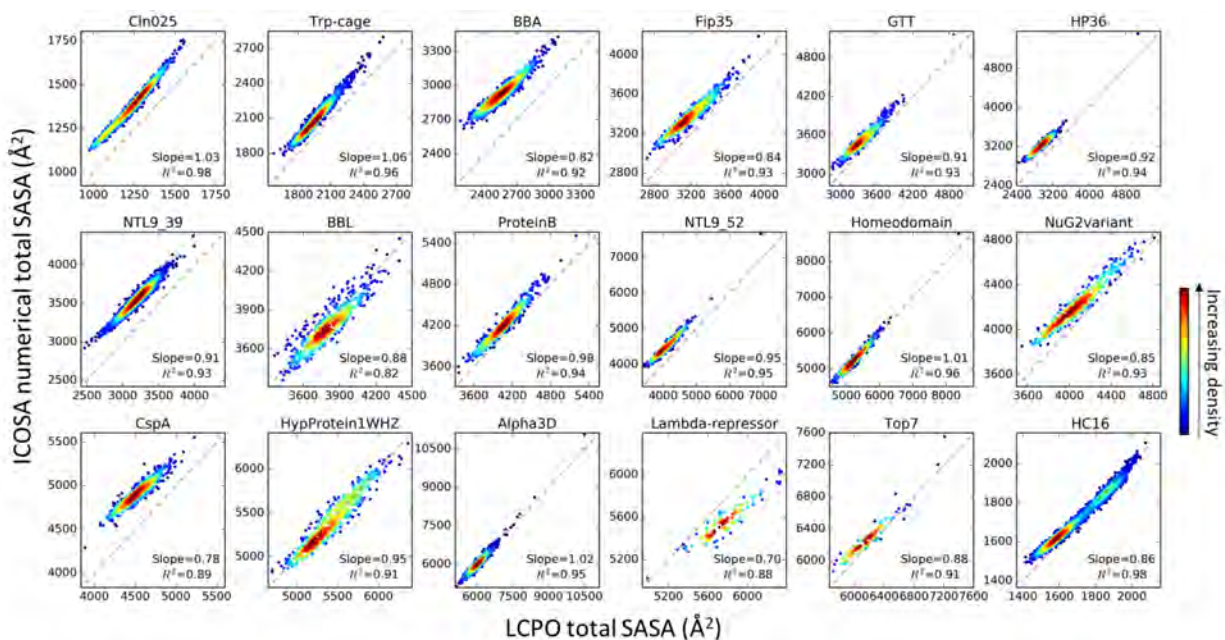 Cln025 Trp-cage BBA Fip35 GTT HP36
1750 1500 1250 1000
Slope=1.03
R²=0.98
1000 1250 1500 1750
2700 2400 2100 1800
Slope=1.06
R²=0.96
1800 2100 2400 2700
3300 3000 2700 2400
Slope=0.82
R²=0.92
2400 2700 3000 3300
4000 3600 3200 2800
Slope=0.84
R²=0.93
2800 3200 3600 4000
4800 4200 3600 3000
Slope=0.91
R²=0.93
3000 3600 4200 4800
4800 4000 3200 2400
Slope=0.92
R²=0.94
2400 3200 4000 4800
NTL9_39 BBL ProteinB NTL9_52 Homeodomain NuG2variant
4000 3500 3000 2500
Slope=0.91
R²=0.93
2500 3000 3500 4000
4500 4200 3900 3600
Slope=0.88
R²=0.82
3600 3900 4200 4500
5400 4800 4200 3600
Slope=0.98
R²=0.94
3600 4200 4800 5400
7000 6000 5000 4000
Slope=0.95
R²=0.95
4000 5000 6000 7000
8000 7000 6000 5000
Slope=1.01
R²=0.96
5000 6000 7000 8000
4800 4400 4000 3600
Slope=0.85
R²=0.93
3600 4000 4400 4800
CspA HypProtein1WHZ Alpha3D Lambda-repressor Top7 HC16
5500 5000 4500 4000
Slope=0.78
R²=0.89
4000 4500 5000 5500
6000 5500 5000
Slope=0.95
R²=0.91
5000 5500 6000
10500 9000 7500 6000
Slope=1.02
R²=0.95
6000 7500 9000 10500
6000 5600 5200
Slope=0.70
R²=0.88
5000 5600 6000 6400
7600 7200 6800 6400 6000
Slope=0.88
R²=0.91
6000 6400 6800 7200 7600
2000 1800 1600 1400
Slope=0.86
R²=0.98
1400 1600 1800 2000
ICOSA numerical total SASA (Å²)
LCPO total SASA (Å²)
Increasing density